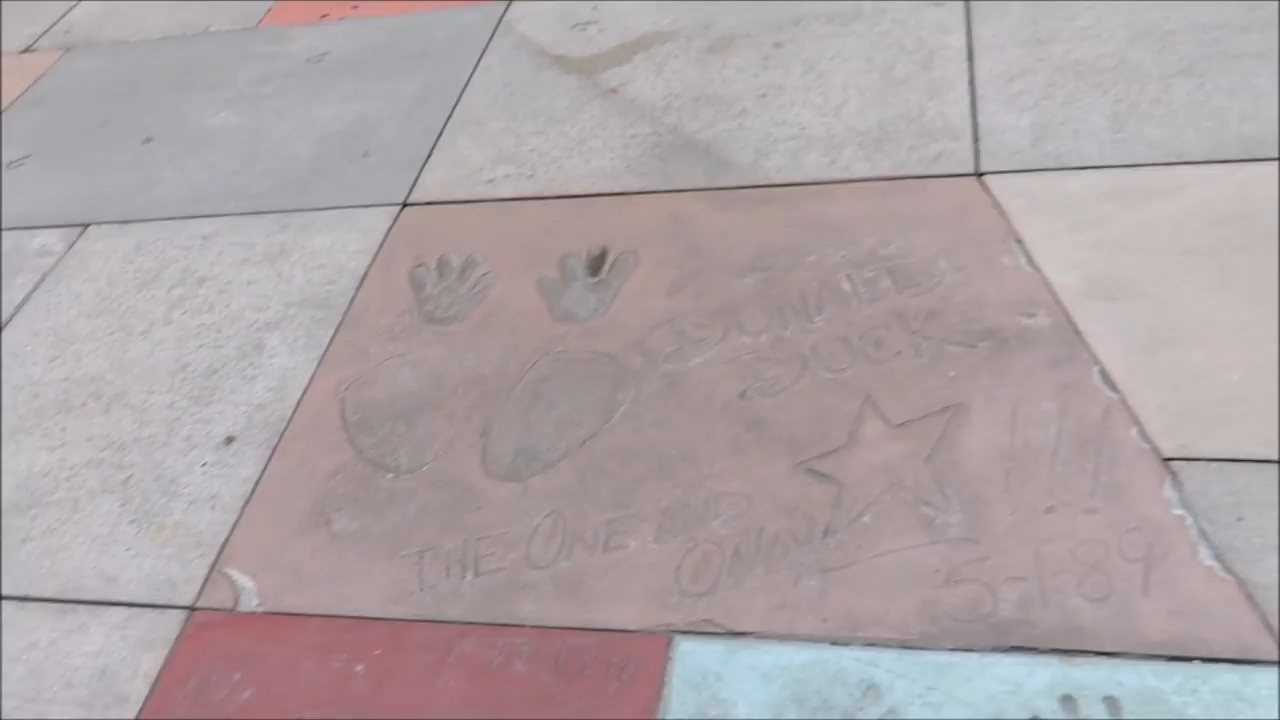 DONALD
DUCK
!!!
THE ONE AND
ONLY
5-1-89